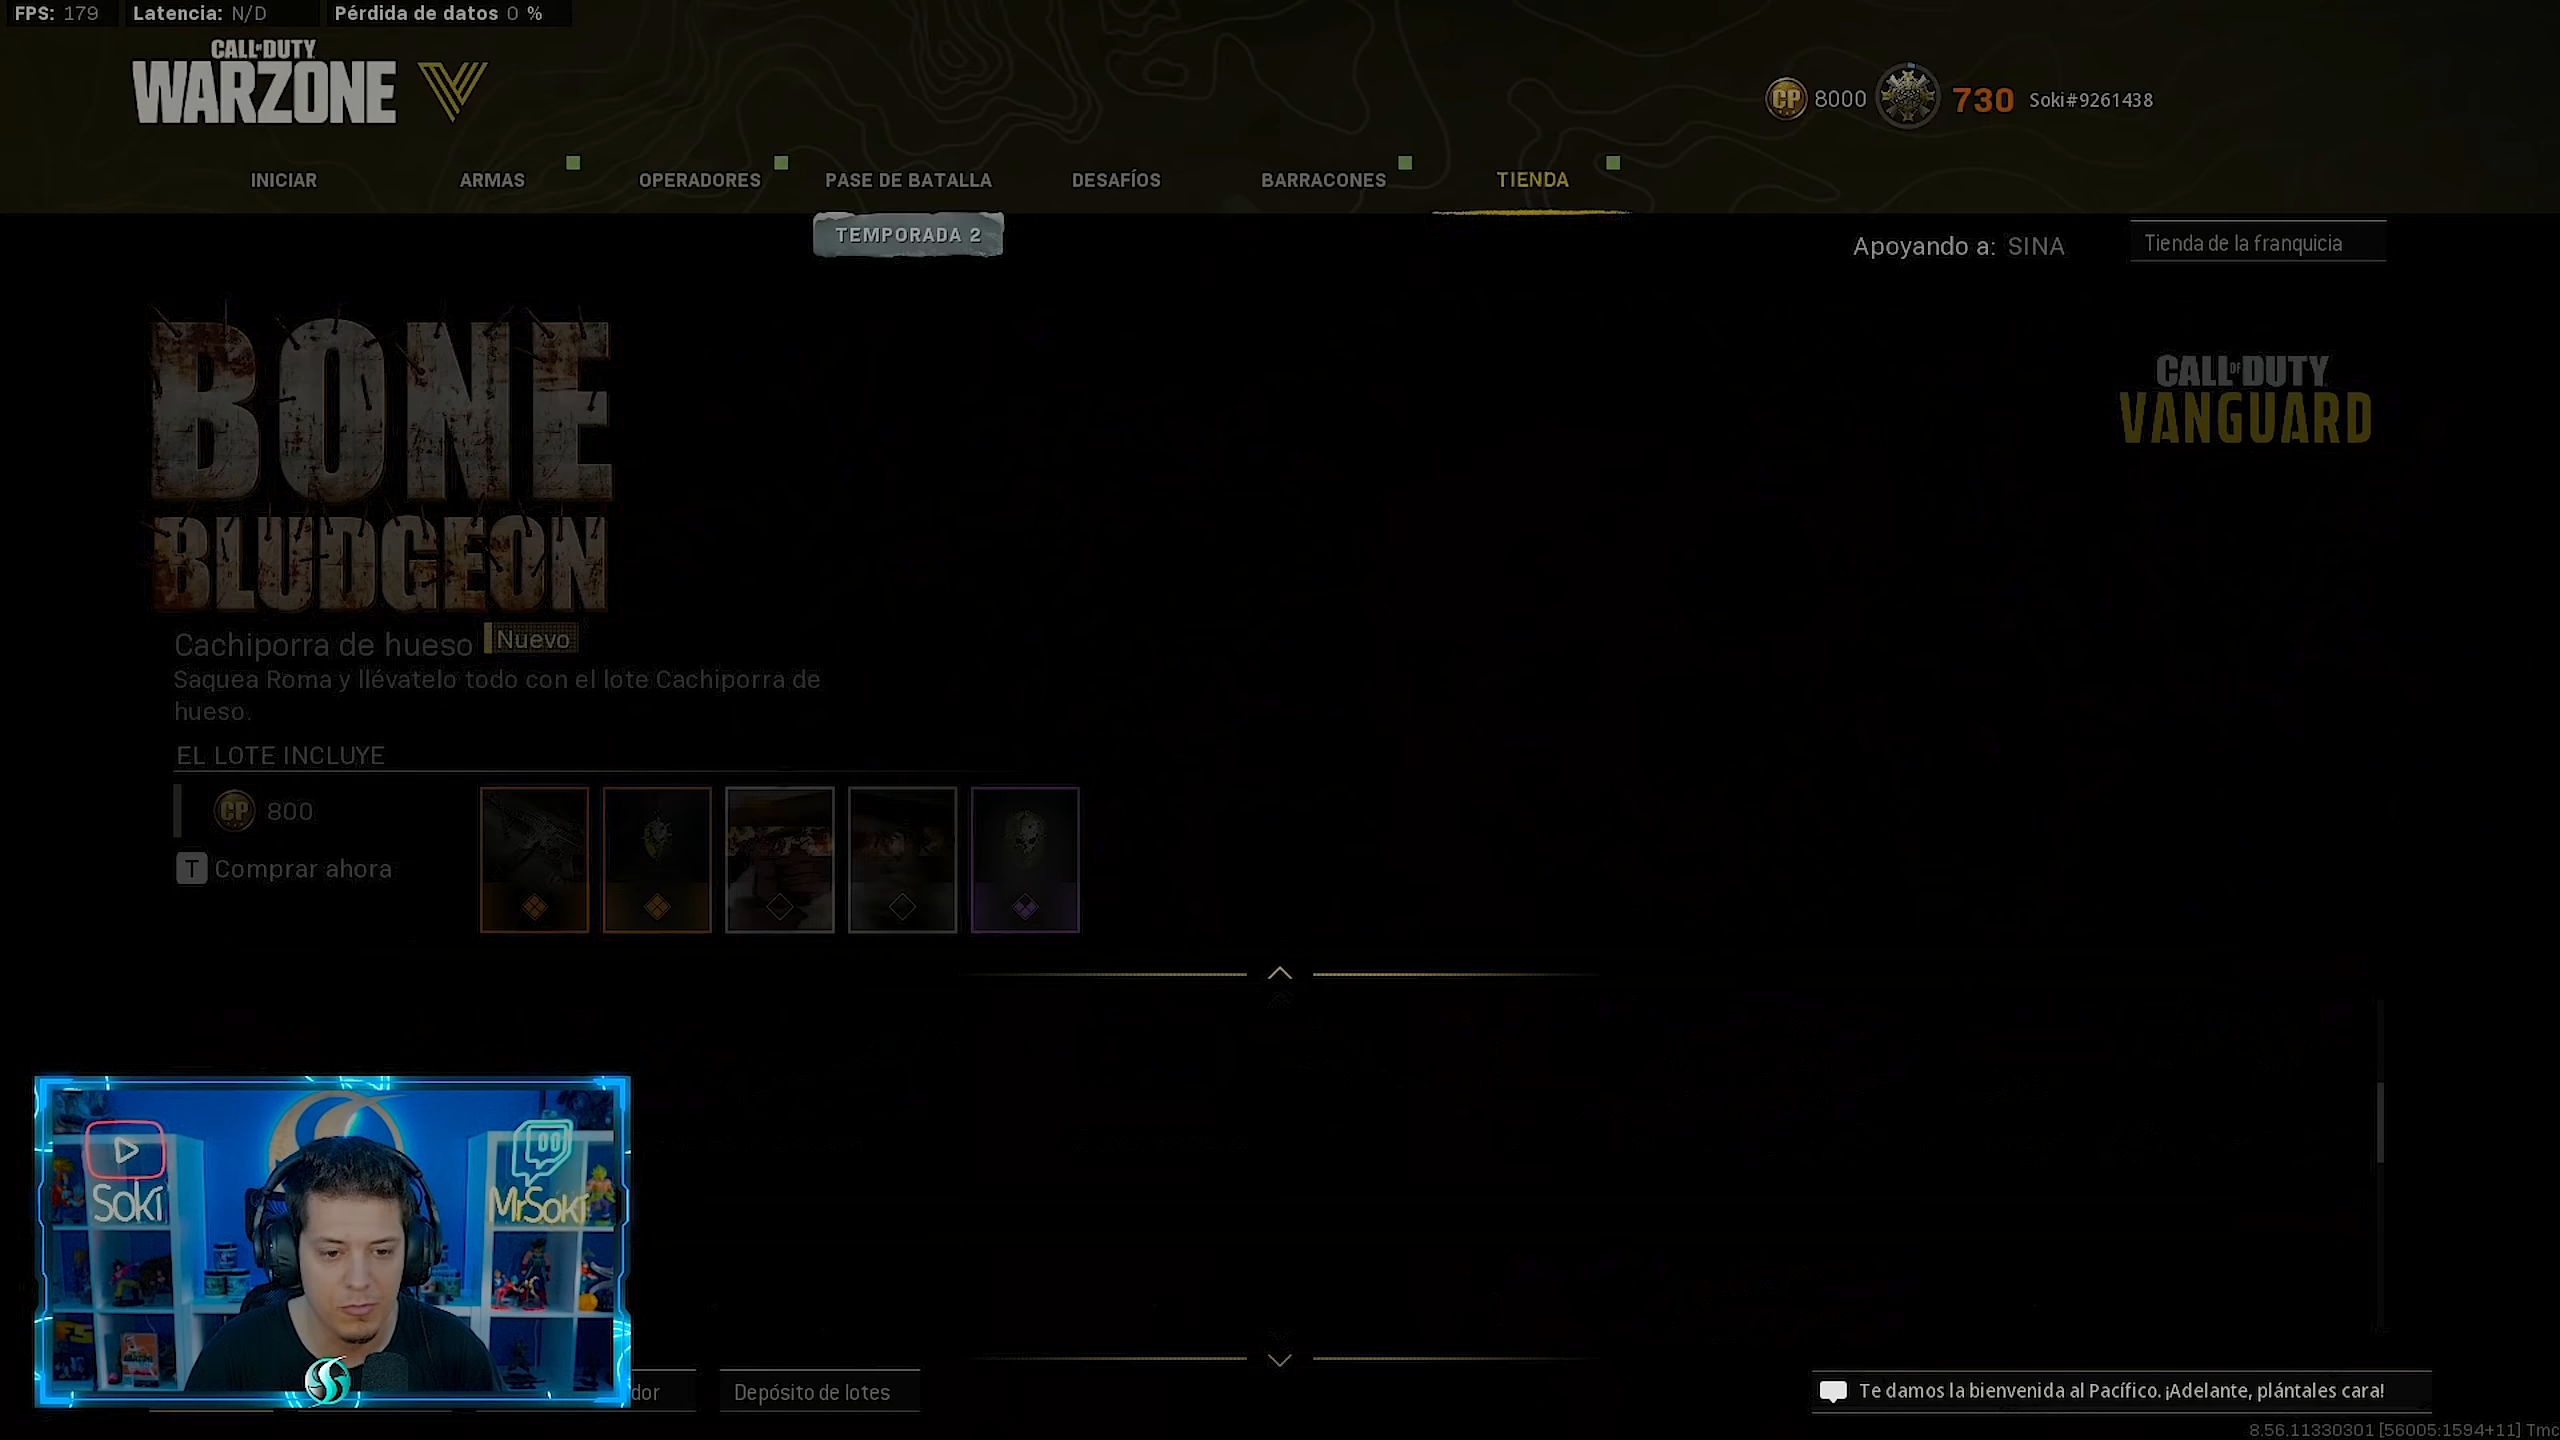 FPS: 179 Latencia: N/D Pérdida de datos 0 %
CALL OF DUTY
WARZONE
CP 8000 730 Soki#9261438
INICIAR ARMAS OPERADORES PASE DE BATALLA DESAFÍOS BARRACONES TIENDA
TEMPORADA 2
Apoyando a: SINA
Tienda de la franquicia
BONE
BLUDGEON
CALL OF DUTY
VANGUARD
Cachiporra de hueso Nuevo
Saquea Roma y llévatelo todo con el lote Cachiporra de
hueso.
EL LOTE INCLUYE
CP 800
T Comprar ahora
Soki
MrSoki
dor
Depósito de lotes
Te damos la bienvenida al Pacífico. ¡Adelante, plántales cara!
8.56.11330301 [56005:1594+11] Tmc